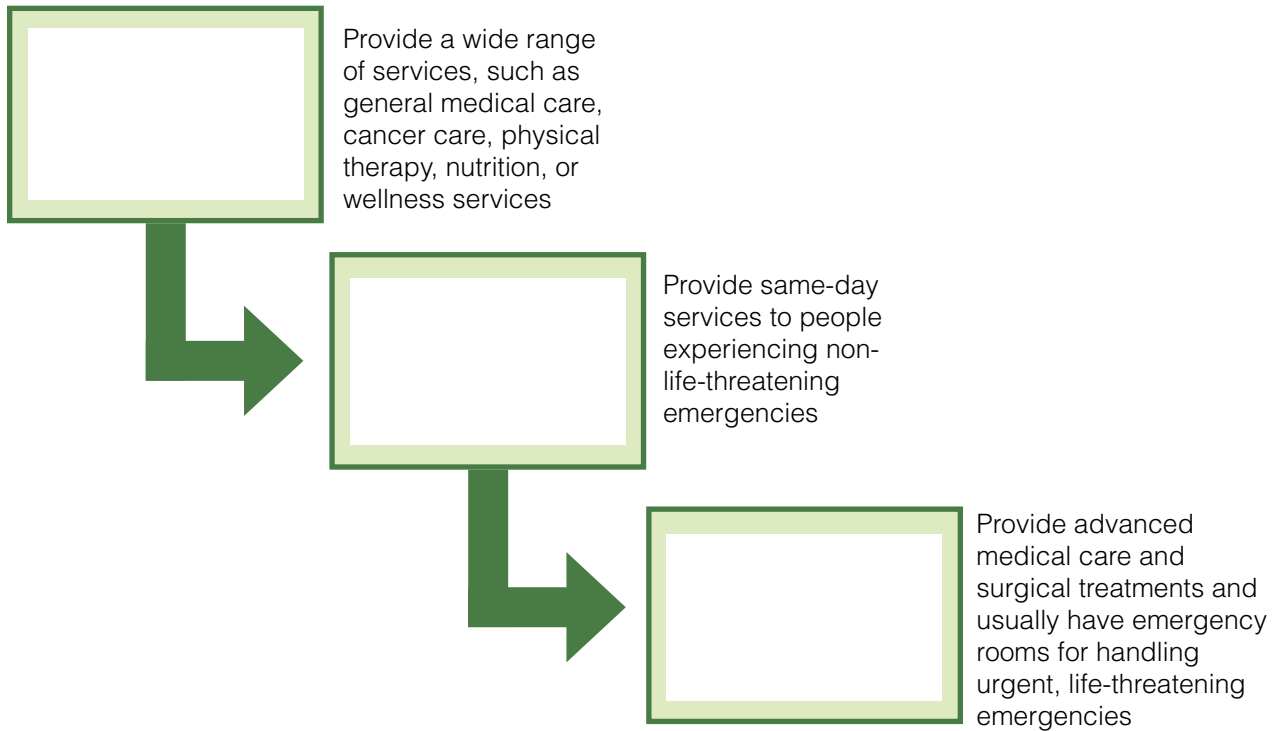 Provide a wide range
of services, such as
general medical care,
cancer care, physical
therapy, nutrition, or
wellness services
Provide same-day
services to people
experiencing non-
life-threatening
emergencies
Provide advanced
medical care and
surgical treatments and
usually have emergency
rooms for handling
urgent, life-threatening
emergencies